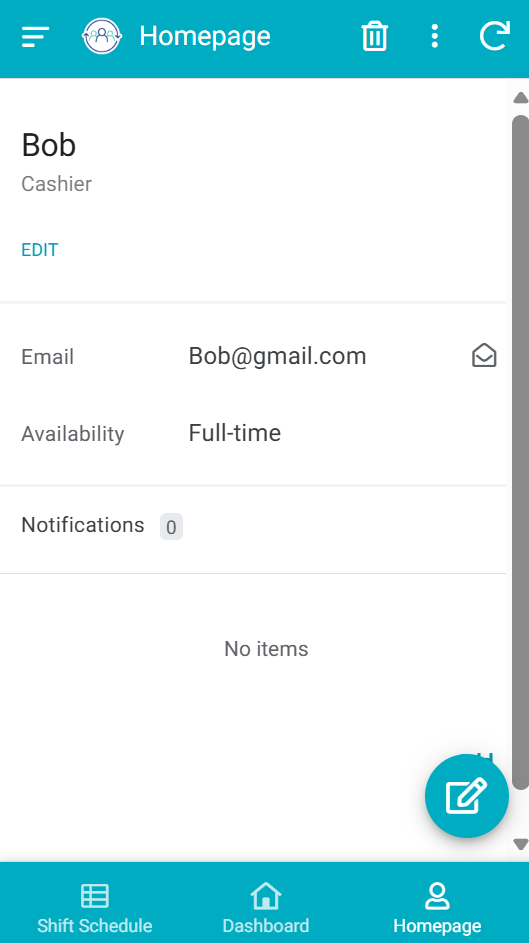 Homepage
Bob
Cashier
EDIT
Email Bob@gmail.com
Availability Full-time
Notifications 0
No items
Shift Schedule Dashboard Homepage